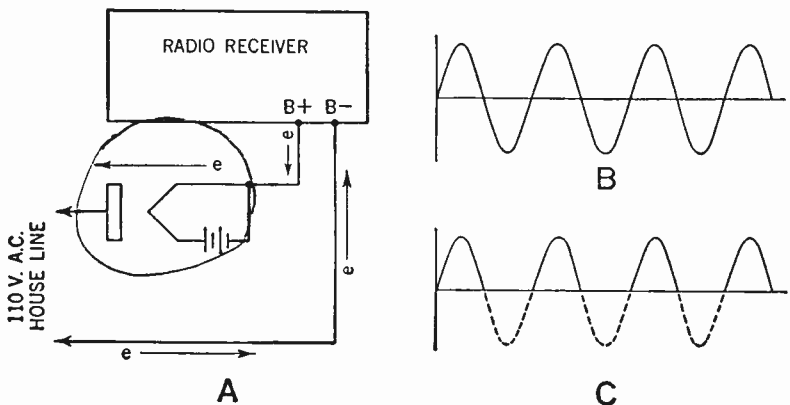 RADIO RECEIVER
B+ B-
e
e
e
110 V. A.C.
HOUSE LINE
e
A
B
C